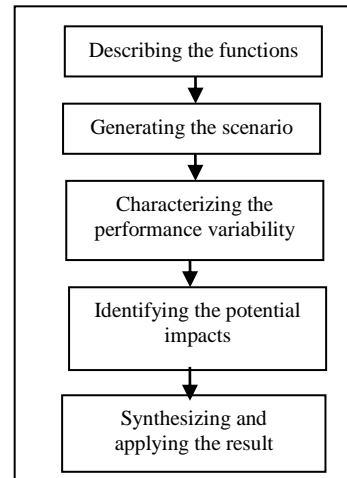 Describing the functions
Generating the scenario
Characterizing the
performance variability
Identifying the potential
impacts
Synthesizing and
applying the result